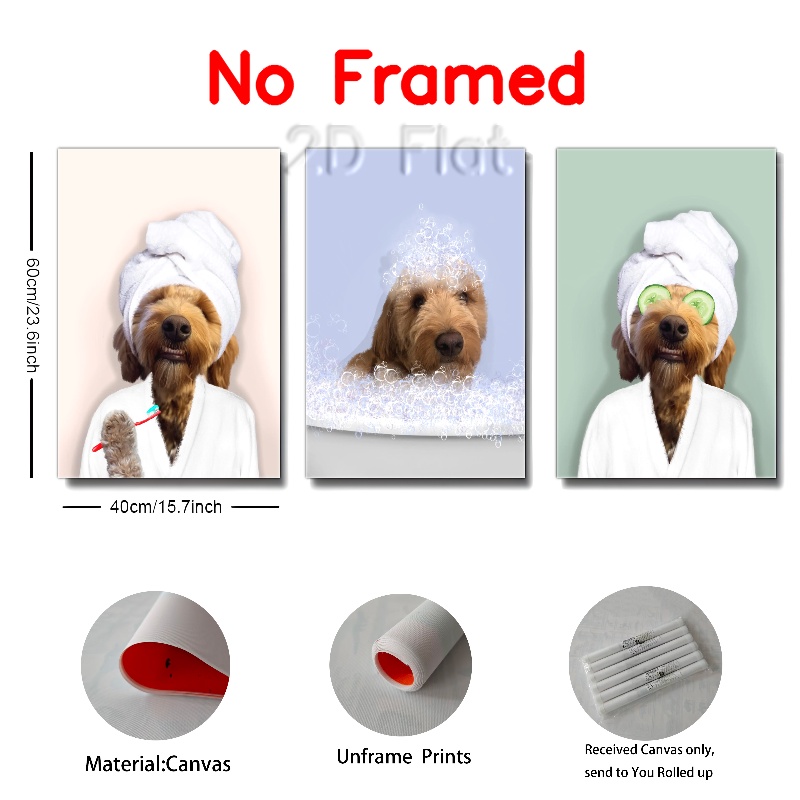 No Framed
2D Flat
60cm/23.6inch
40cm/15.7inch
Material:Canvas
Unframe Prints
Received Canvas only,
send to You Rolled up